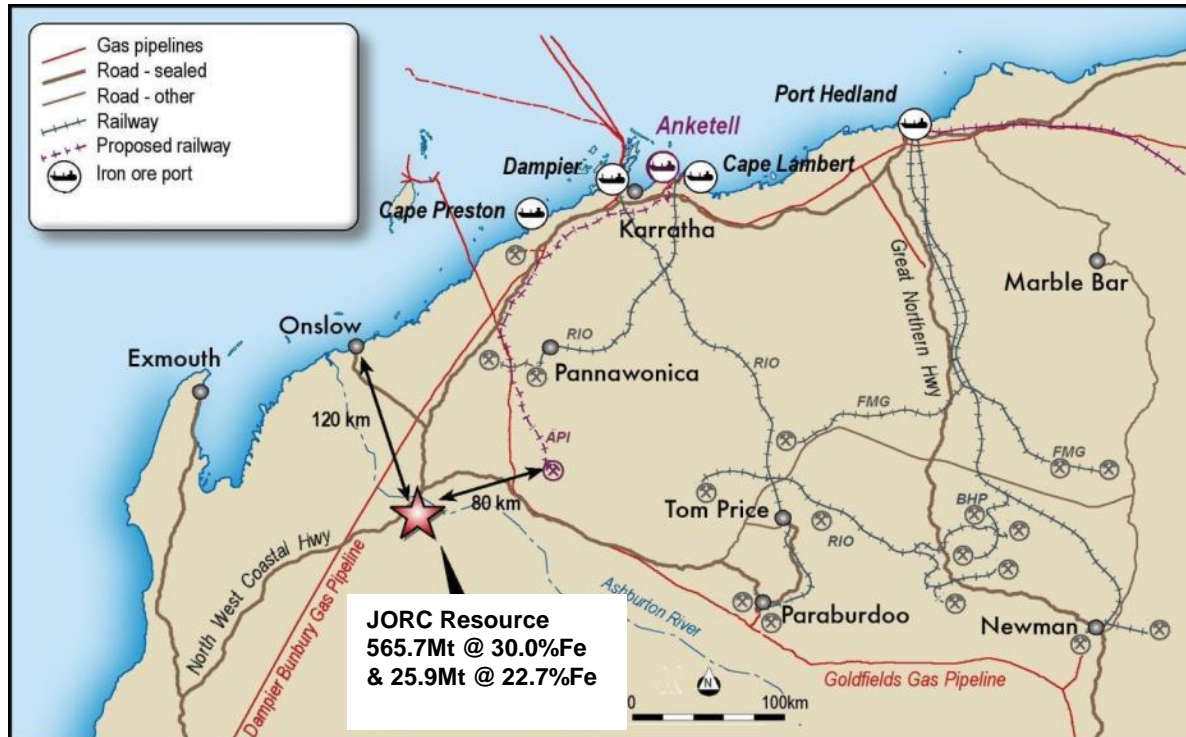 Gas pipelines
Road - sealed
Road - other
Railway
Proposed railway
Iron ore port
Port Hedland
Anketell
Dampier
Cape Lambert
Cape Preston
Karratha
Great Northern Hwy
Marble Bar
Onslow
Exmouth
RIO
Pannawonica
RIO
120 km
FMG
API
FMG
80 km
BHP
Tom Price
RIO
North West Coastal Hwy
Dampier Bunbury Gas Pipeline
Ashburton River
JORC Resource
565.7Mt @ 30.0%Fe
& 25.9Mt @ 22.7%Fe
Paraburdoo
Newman
Goldfields Gas Pipeline
N
0 100km